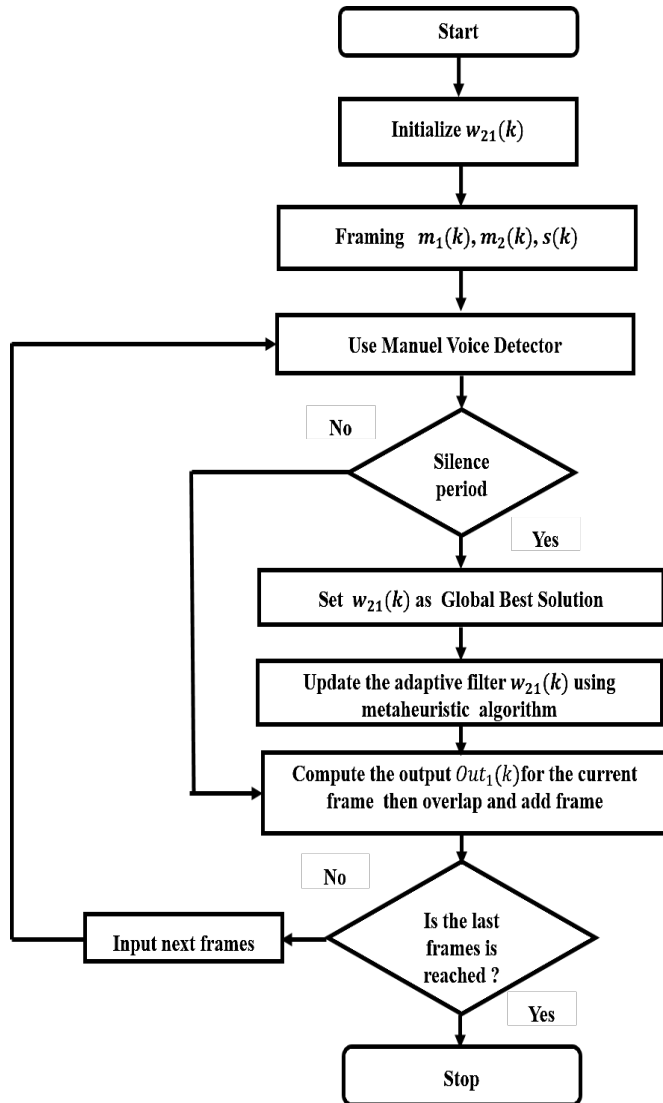 Start
Initialize w₂₁(k)
Framing m₁(k), m₂(k), s(k)
Use Manuel Voice Detector
No
Silence
period
Yes
Set w₂₁(k) as Global Best Solution
Update the adaptive filter w₂₁(k) using
metaheuristic algorithm
Compute the output Out₁(k)for the current
frame then overlap and add frame
No
Is the last
frames is
reached ?
Input next frames
Yes
Stop